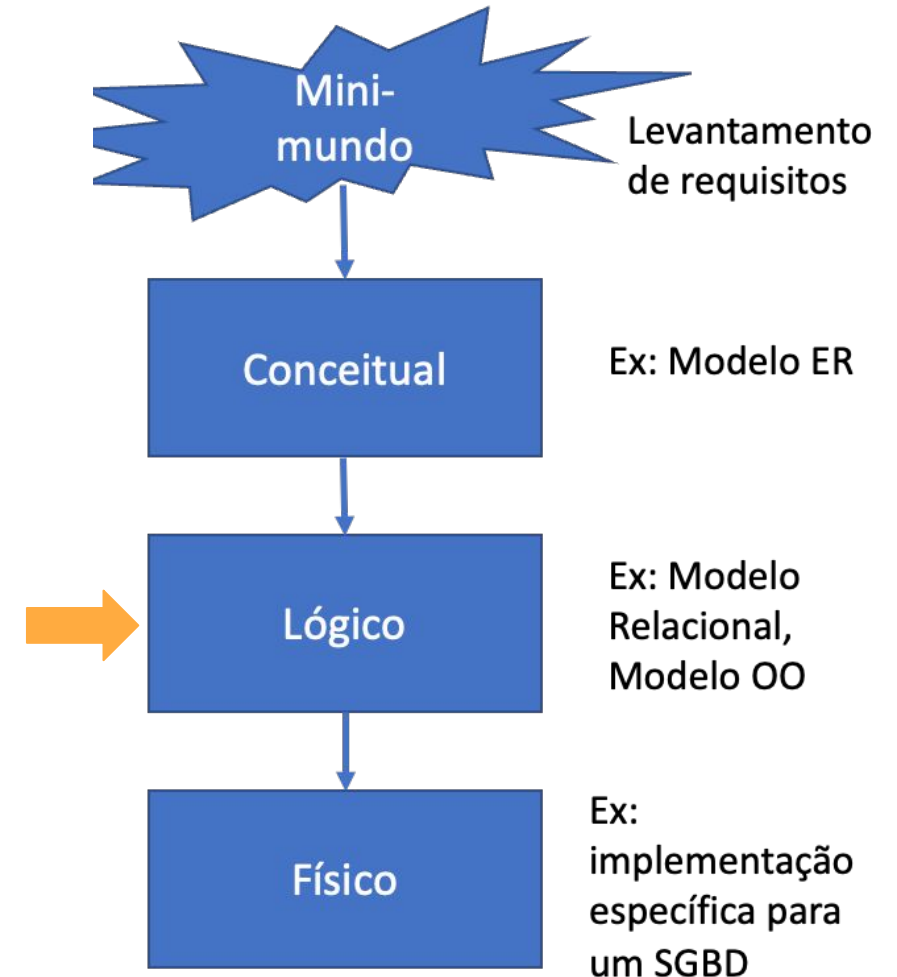 Mini-
mundo
Levantamento
de requisitos
Conceitual
Ex: Modelo ER
Lógico
Ex: Modelo
Relacional,
Modelo OO
Físico
Ex:
implementação
específica para
um SGBD